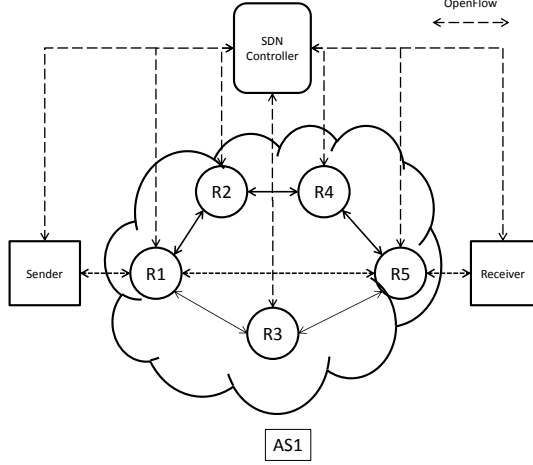 OpenFlow
SDN
Controller
R2
R4
Sender
R1
R5
Receiver
R3
AS1